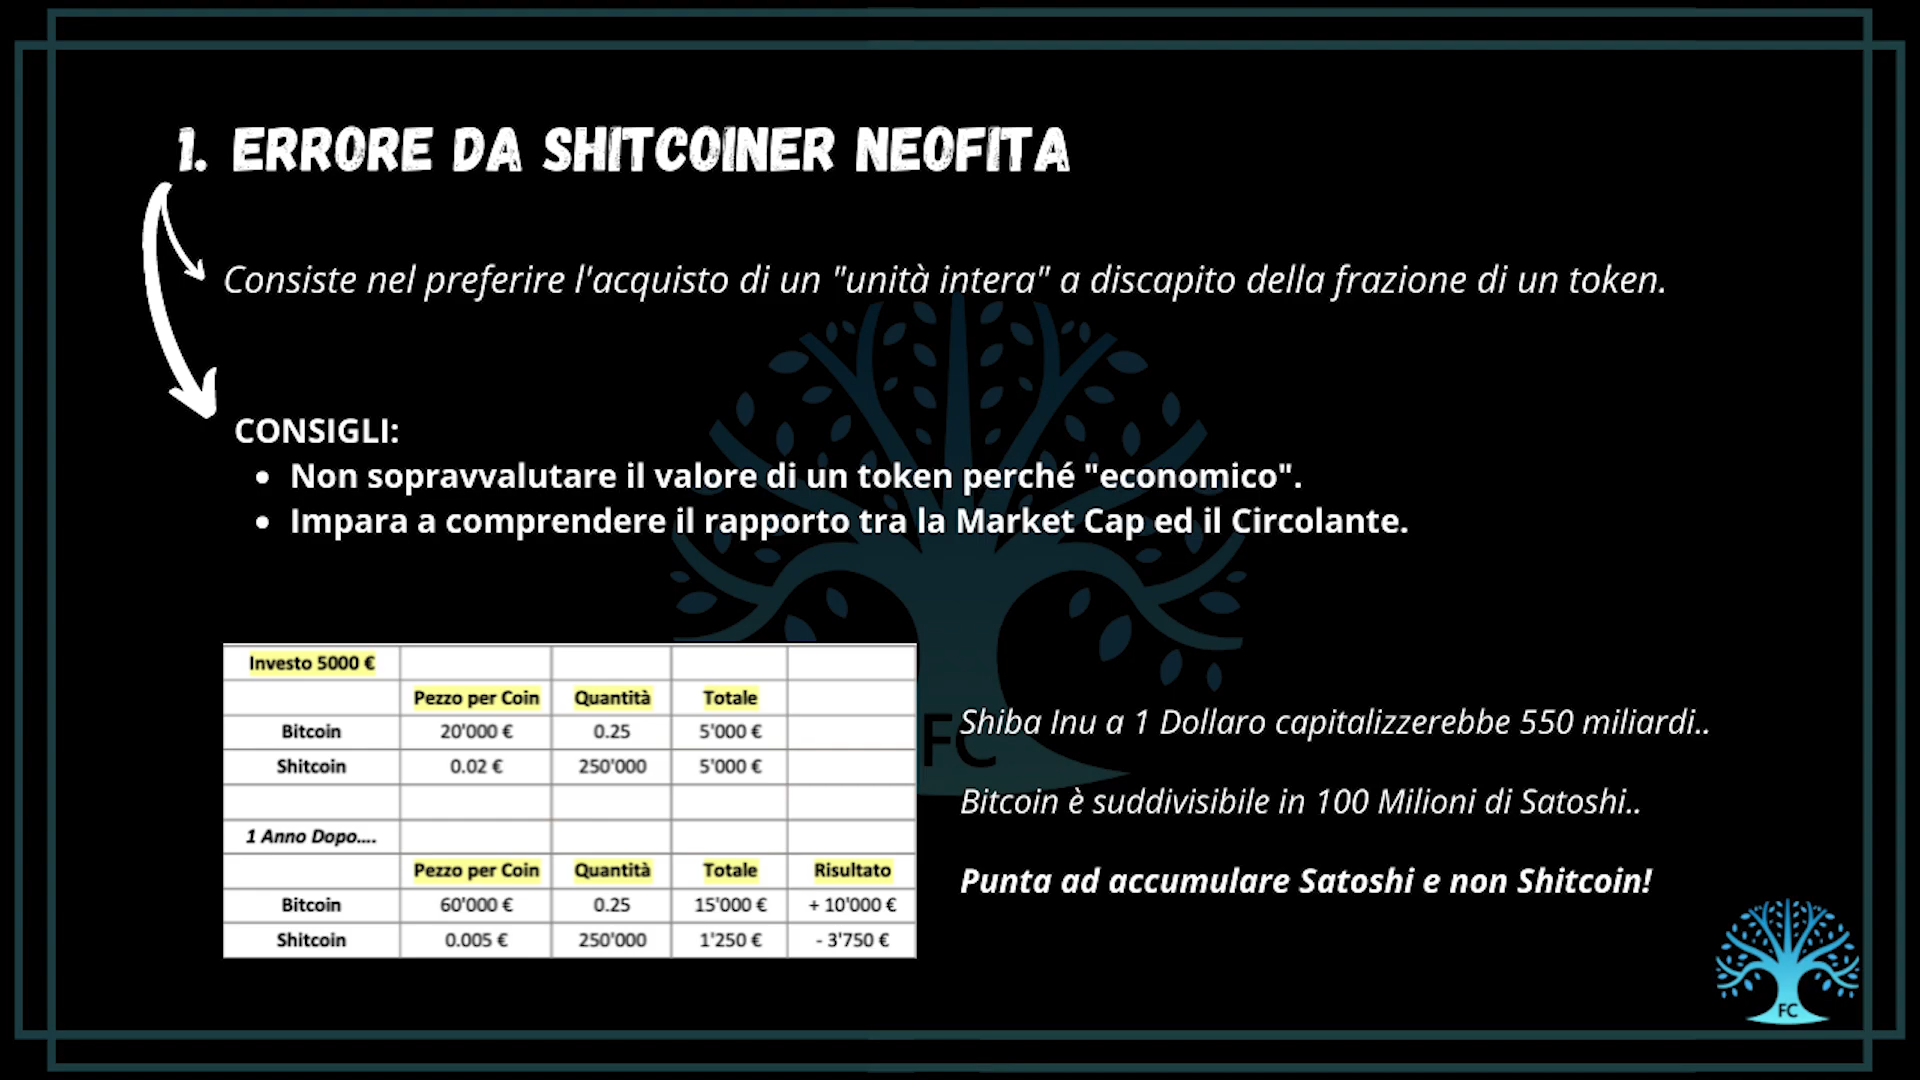 1. ERRORE DA SHITCOINER NEOFITA
Consiste nel preferire l'acquisto di un "unità intera" a discapito della frazione di un token.
CONSIGLI:
• Non sopravvalutare il valore di un token perché "economico".
• Impara a comprendere il rapporto tra la Market Cap ed il Circolante.
Investo 5000 €
Pezzo per Coin Quantità Totale
Bitcoin 20'000 € 0.25 5'000 €
Shitcoin 0.02 € 250'000 5'000 €
1 Anno Dopo....
Pezzo per Coin Quantità Totale Risultato
Bitcoin 60'000 € 0.25 15'000 € + 10'000 €
Shitcoin 0.005 € 250'000 1'250 € - 3'750 €
FC
Shiba Inu a 1 Dollaro capitalizzerebbe 550 miliardi..
Bitcoin è suddivisibile in 100 Milioni di Satoshi..
Punta ad accumulare Satoshi e non Shitcoin!
FC